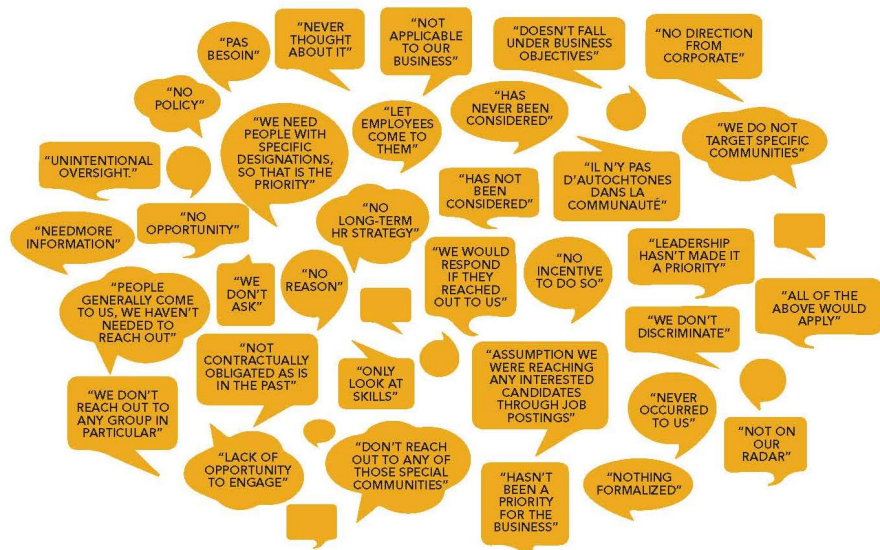 “PAS
BESOIN”
“NEVER
THOUGHT
ABOUT IT”
“NOT
APPLICABLE
TO OUR
BUSINESS”
“DOESN’T FALL
UNDER BUSINESS
OBJECTIVES”
“NO DIRECTION
FROM
CORPORATE”
“NO
POLICY”
“WE NEED
PEOPLE WITH
SPECIFIC
DESIGNATIONS,
SO THAT IS THE
PRIORITY”
“LET
EMPLOYEES
COME TO
THEM”
“HAS
NEVER BEEN
CONSIDERED”
“WE DO NOT
TARGET SPECIFIC
COMMUNITIES”
“UNINTENTIONAL
OVERSIGHT.”
“HAS NOT
BEEN
CONSIDERED”
“IL N’Y PAS
D’AUTOCHTONES
DANS LA
COMMUNAUTÉ”
“NEEDMORE
INFORMATION”
“NO
OPPORTUNITY”
“NO
LONG-TERM
HR STRATEGY”
“WE WOULD
RESPOND
IF THEY
REACHED
OUT TO US”
“NO
INCENTIVE
TO DO SO”
“LEADERSHIP
HASN’T MADE IT
A PRIORITY”
“PEOPLE
GENERALLY COME
TO US, WE HAVEN’T
NEEDED TO
REACH OUT”
“WE
DON’T
ASK”
“NO
REASON”
“WE DON’T
DISCRIMINATE”
“ALL OF THE
ABOVE WOULD
APPLY”
“NOT
CONTRACTUALLY
OBLIGATED AS IS
IN THE PAST”
“ONLY
LOOK AT
SKILLS”
“ASSUMPTION WE
WERE REACHING
ANY INTERESTED
CANDIDATES
THROUGH JOB
POSTINGS”
“WE DON’T
REACH OUT TO
ANY GROUP IN
PARTICULAR”
“NEVER
OCCURRED
TO US”
“NOT ON
OUR
RADAR”
“LACK OF
OPPORTUNITY
TO ENGAGE”
“DON’T REACH
OUT TO ANY OF
THOSE SPECIAL
COMMUNITIES”
“HASN’T
BEEN A
PRIORITY
FOR THE
BUSINESS”
“NOTHING
FORMALIZED”